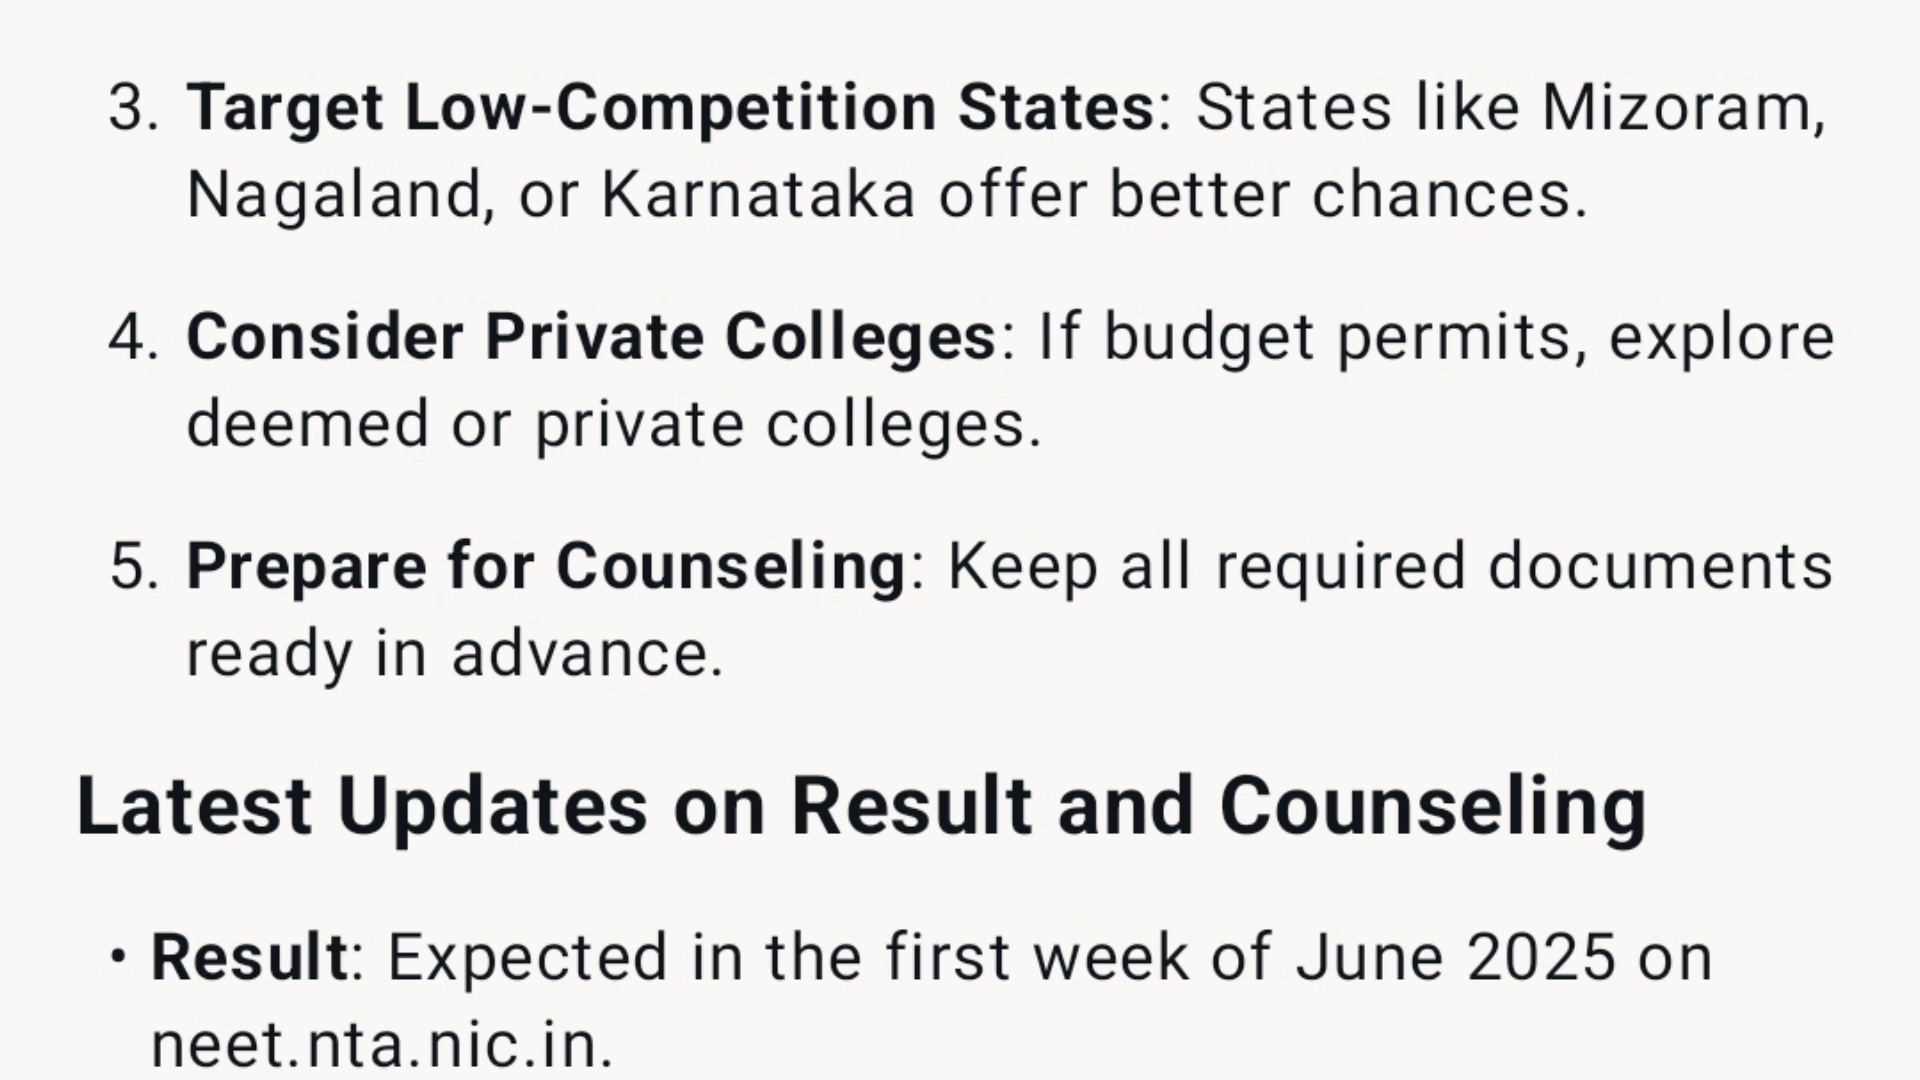 3. Target Low-Competition States: States like Mizoram,
Nagaland, or Karnataka offer better chances.
4. Consider Private Colleges: If budget permits, explore
deemed or private colleges.
5. Prepare for Counseling: Keep all required documents
ready in advance.
Latest Updates on Result and Counseling
• Result: Expected in the first week of June 2025 on
neet.nta.nic.in.